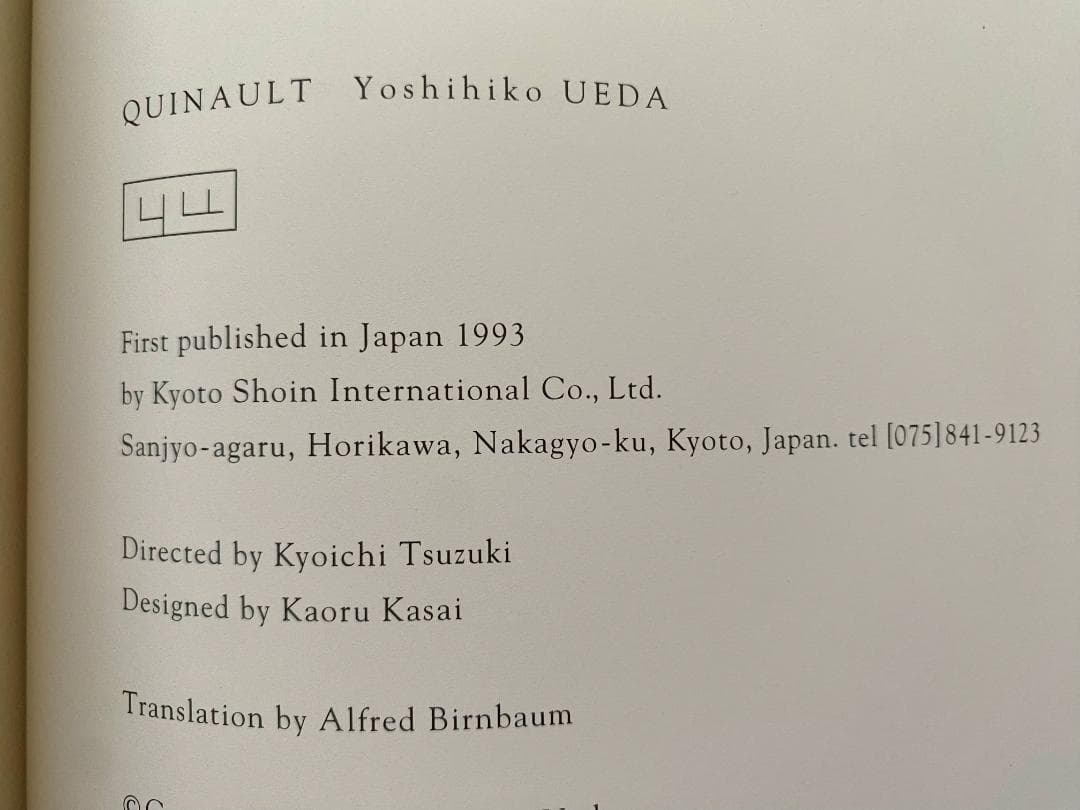 QUINAULT Yoshihiko UEDA
First published in Japan 1993
by Kyoto Shoin International Co., Ltd.
Sanjyo-agaru, Horikawa, Nakagyo-ku, Kyoto, Japan. tel [075]841-9123
Directed by Kyoichi Tsuzuki
Designed by Kaoru Kasai
Translation by Alfred Birnbaum